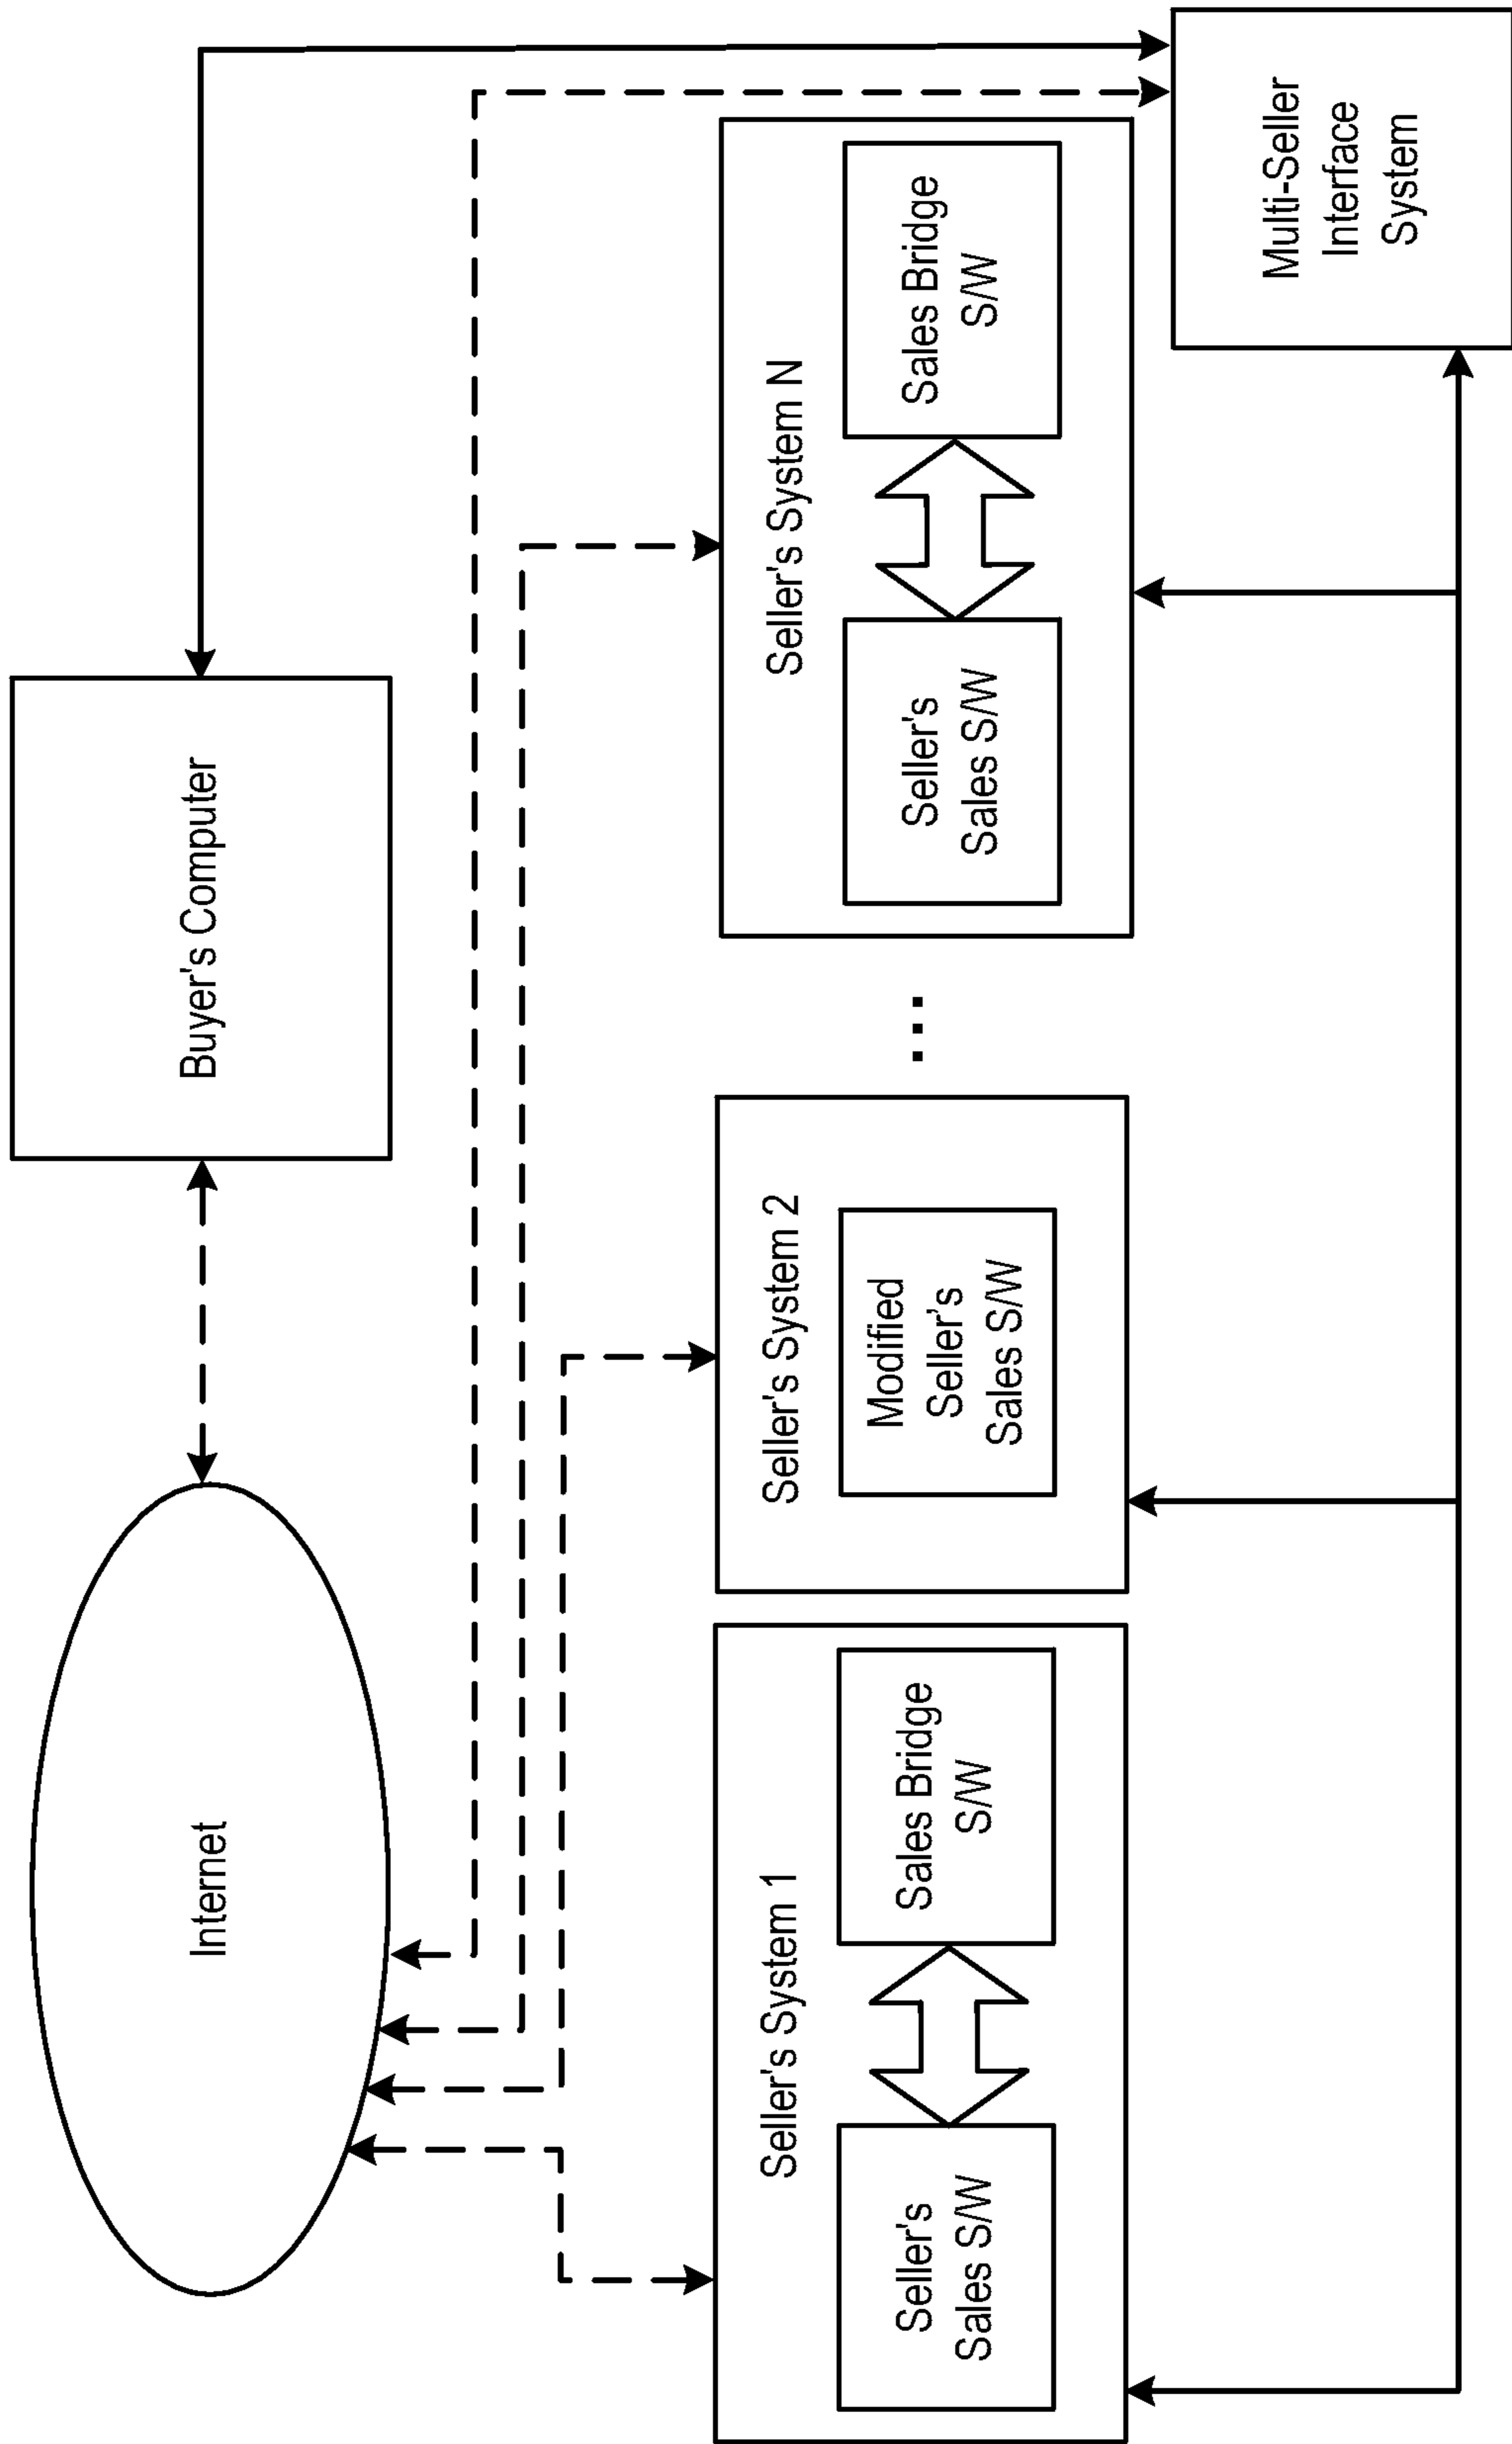 Internet
Buyer's Computer
Seller's System 1
Seller's
Sales S/W
Sales Bridge
S/W
Seller's System 2
Modified
Seller’s
Sales S/W
...
Seller's System N
Seller's
Sales S/W
Sales Bridge
S/W
Multi-Seller
Interface
System